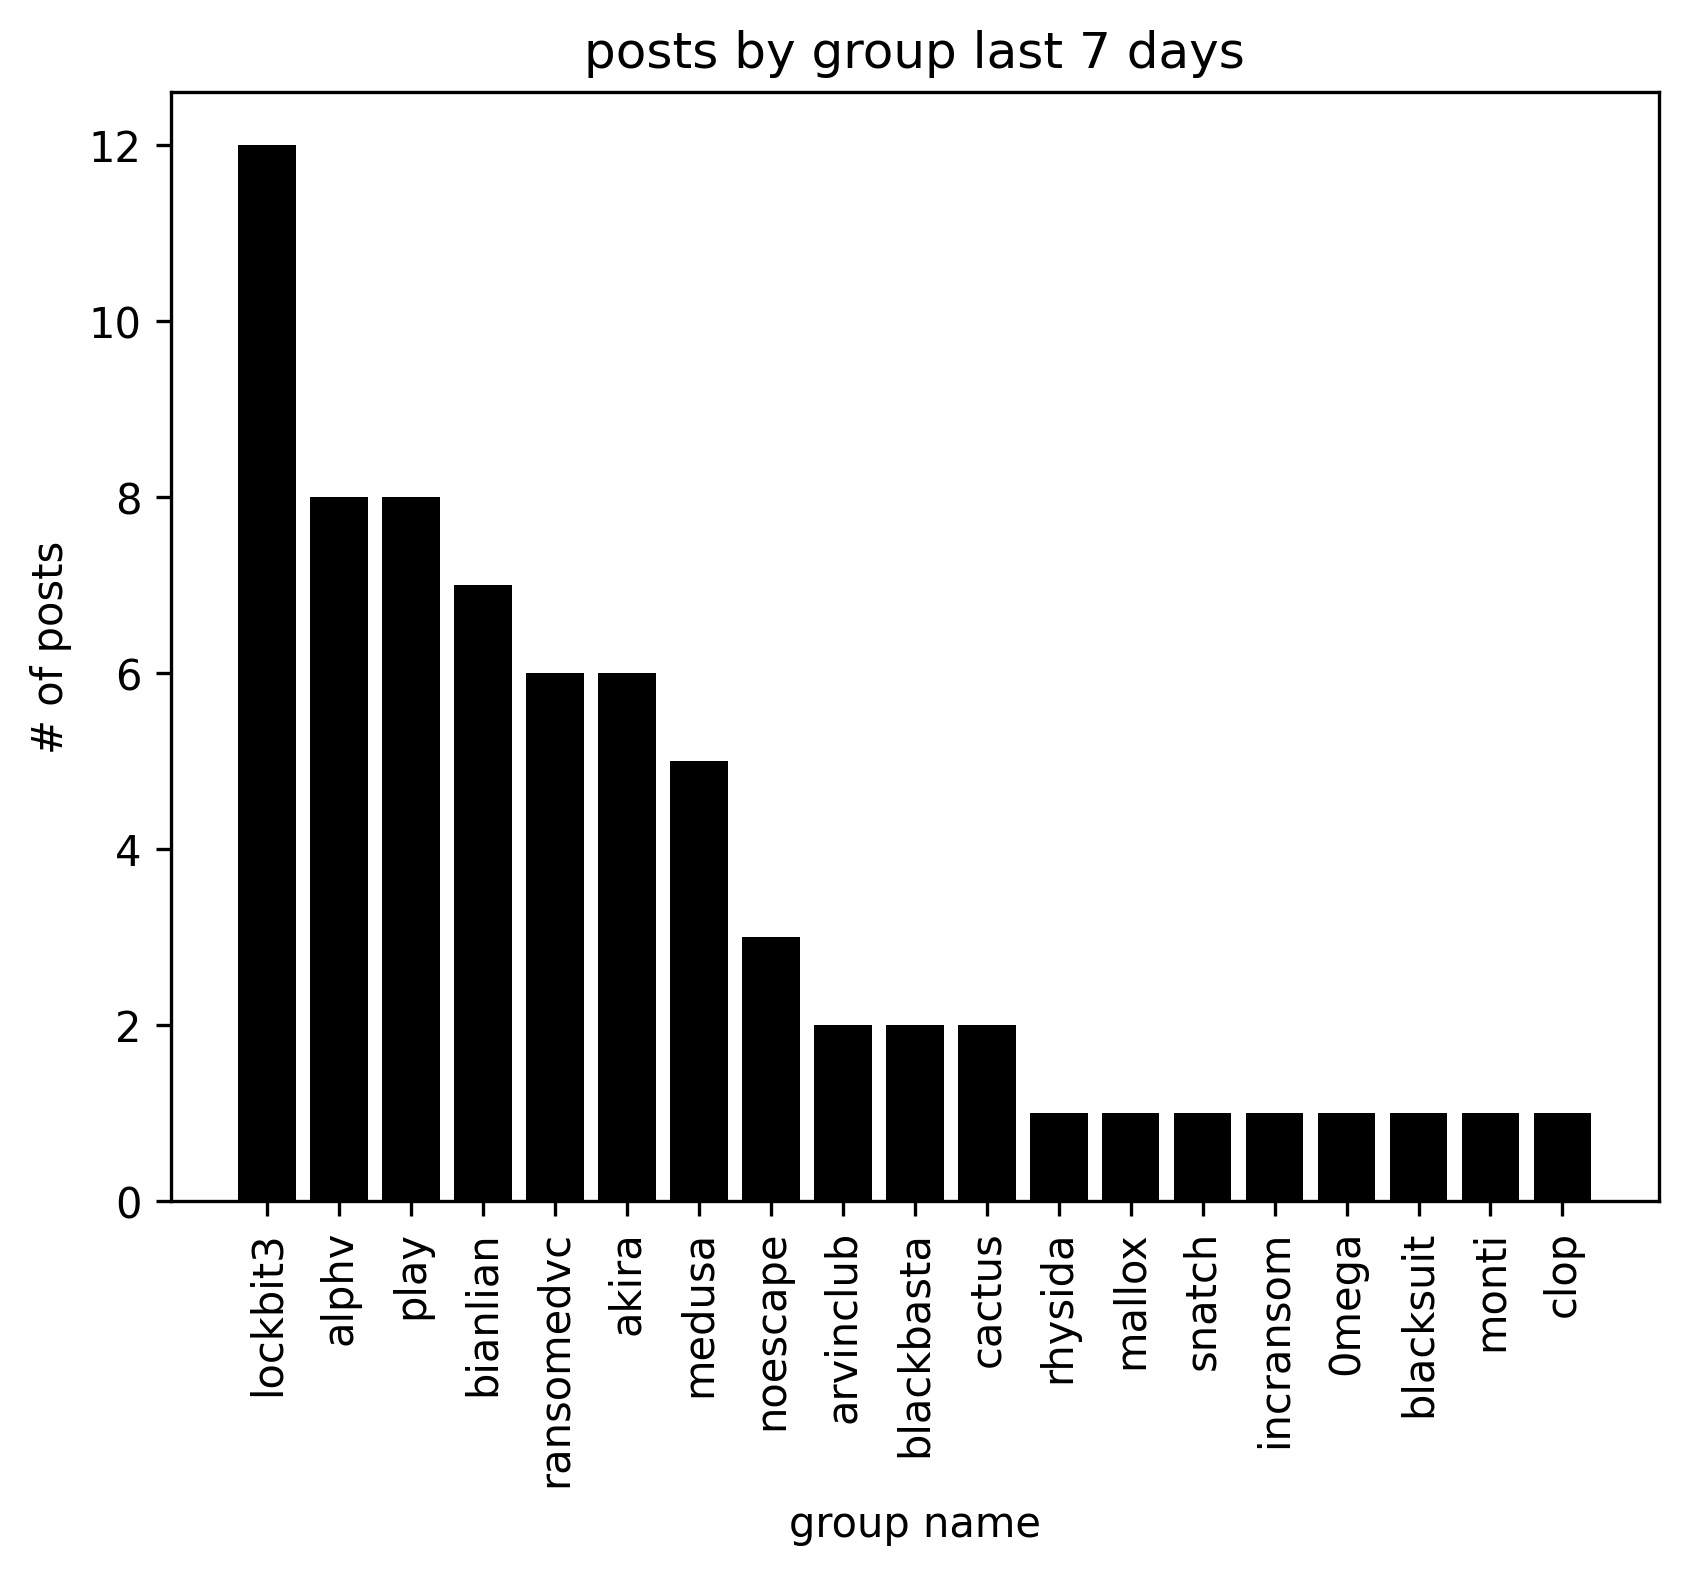 posts by group last 7 days
12
10
8
6
4
2
0
# of posts
lockbit3
alphv
play
bianlian
ransomedvc
akira
medusa
noescape
arvinclub
blackbasta
cactus
rhysida
mallox
snatch
incransom
0mega
blacksuit
monti
clop
group name